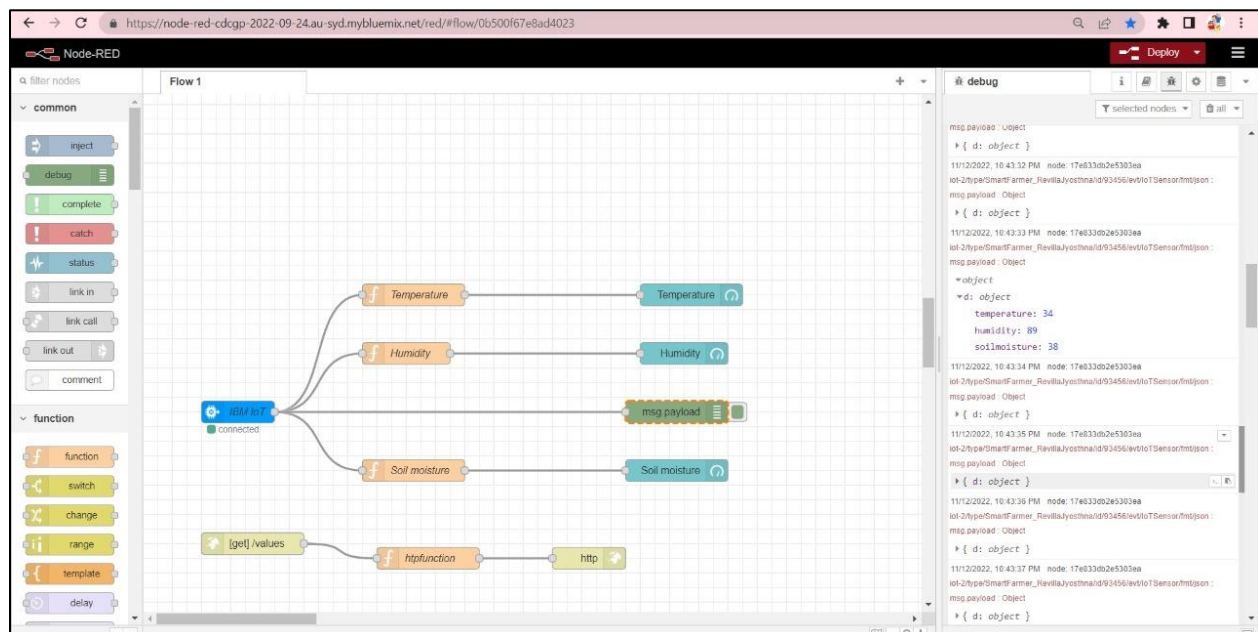 https://node-red-cdcgp-2022-09-24.au-syd.mybluemix.net/red/#flow/0b500f67e8ad4023
Node-RED
Deploy
filter nodes
Flow 1
debug
i
common
selected nodes
all
inject
debug
complete
catch
status
link in
link call
link out
comment
function
function
switch
change
range
template
delay
Temperature
Temperature
Humidity
Humidity
IBM IoT
connected
msg.payload
Soil moisture
Soil moisture
[get] /values
htpfunction
http
msg.payload : Object
{ d: object }
11/12/2022, 10:43:32 PM node: 17e833db2e5303ea
iot-2/type/SmartFarmer_RevillaJyosthna/id/93456/evt/IoTSensor/fmt/json :
msg.payload : Object
{ d: object }
11/12/2022, 10:43:33 PM node: 17e833db2e5303ea
iot-2/type/SmartFarmer_RevillaJyosthna/id/93456/evt/IoTSensor/fmt/json :
msg.payload : Object
object
d: object
temperature: 34
humidity: 89
soilmoisture: 38
11/12/2022, 10:43:34 PM node: 17e833db2e5303ea
iot-2/type/SmartFarmer_RevillaJyosthna/id/93456/evt/IoTSensor/fmt/json :
msg.payload : Object
{ d: object }
11/12/2022, 10:43:35 PM node: 17e833db2e5303ea
iot-2/type/SmartFarmer_RevillaJyosthna/id/93456/evt/IoTSensor/fmt/json :
msg.payload : Object
{ d: object }
11/12/2022, 10:43:36 PM node: 17e833db2e5303ea
iot-2/type/SmartFarmer_RevillaJyosthna/id/93456/evt/IoTSensor/fmt/json :
msg.payload : Object
{ d: object }
11/12/2022, 10:43:37 PM node: 17e833db2e5303ea
iot-2/type/SmartFarmer_RevillaJyosthna/id/93456/evt/IoTSensor/fmt/json :
msg.payload : Object
{ d: object }